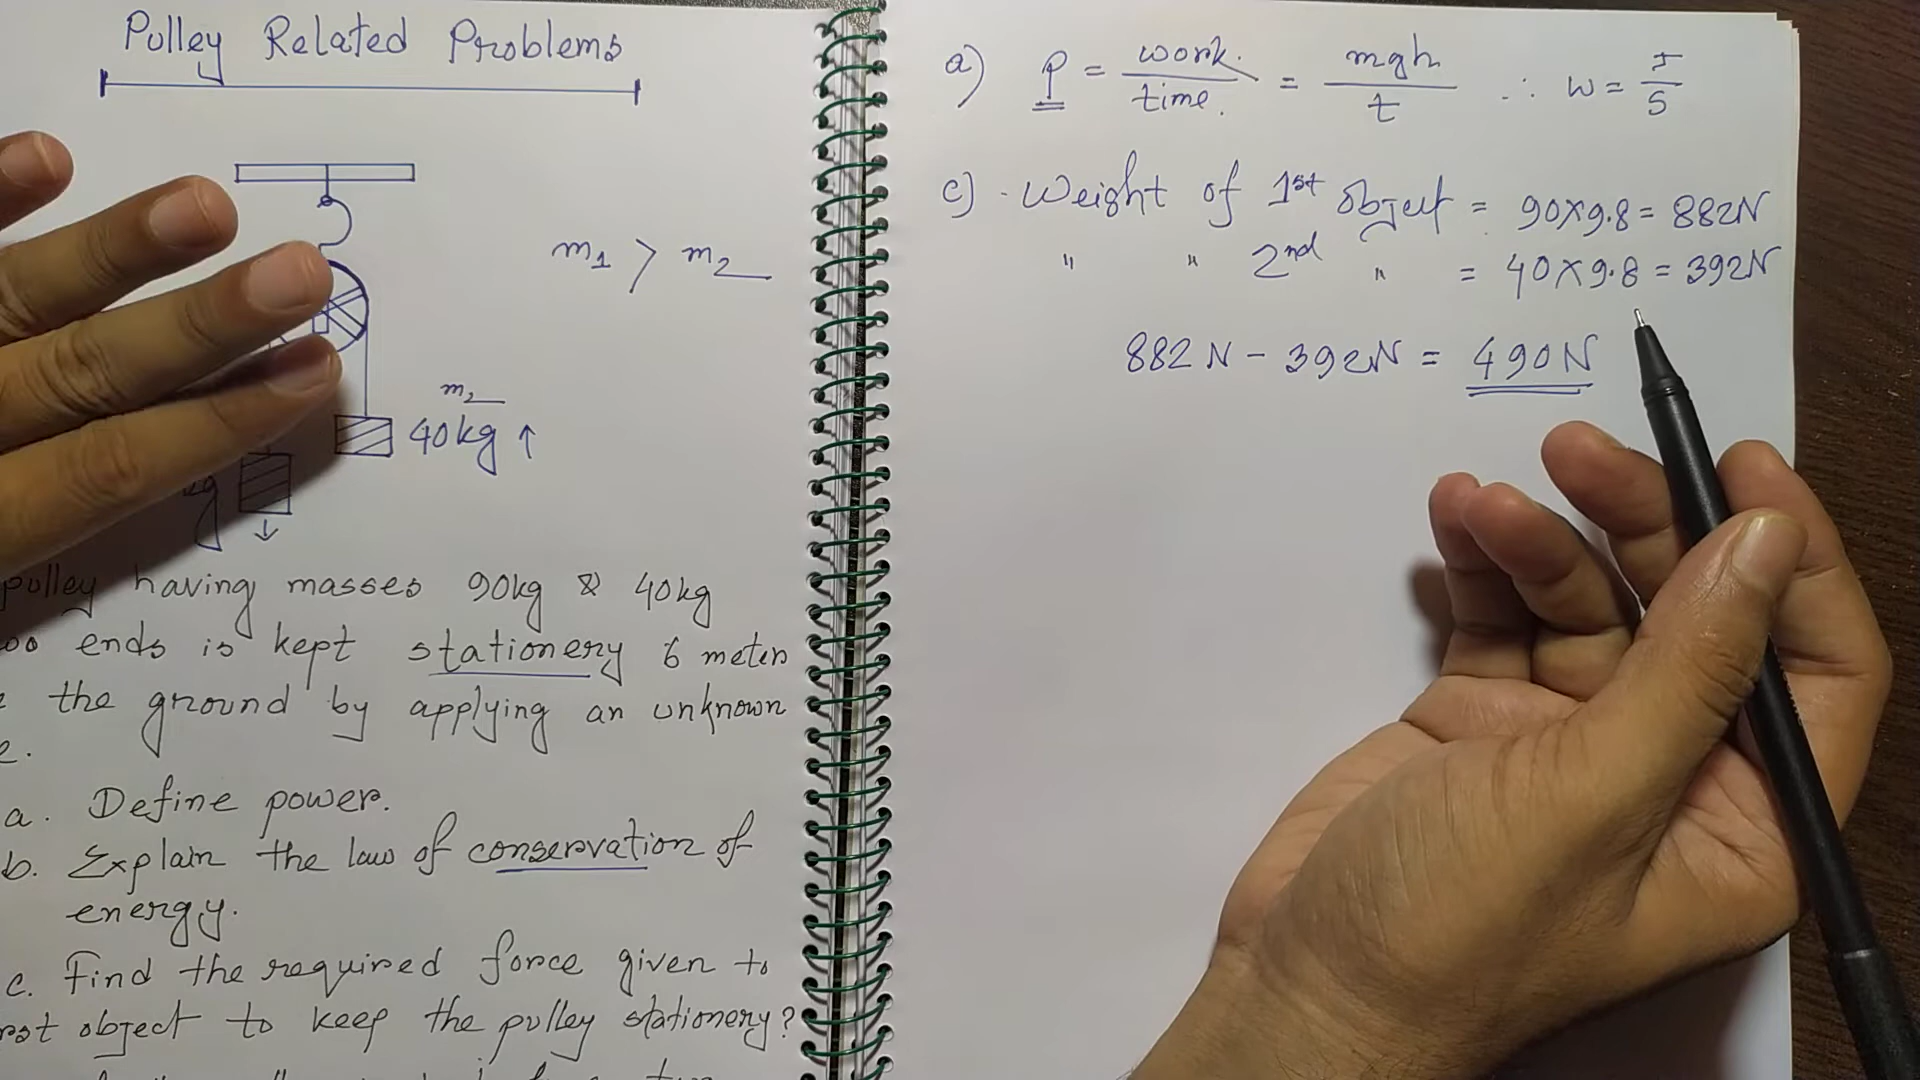 Pulley Related Problems
m1 > m2
m2
40kg ↑
pulley having masses 90kg & 40kg
ends is kept stationery 6 meter
the ground by applying an unknown
a. Define power.
b. Explain the law of conservation of
energy.
c. Find the required force given to
object to keep the pulley stationery?
a) P = work. / time. = mgh / t ∴ W = J / S
c) . Weight of 1st object = 90×9.8 = 882N
" " 2nd " = 40×9.8 = 392N
882 N - 392N = 490N